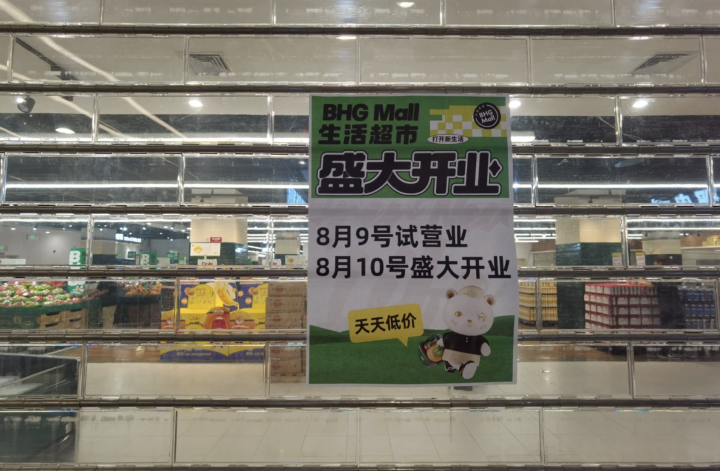 BHG Mall
生活超市
BHG
Mall
打开新生活
盛大开业
8月9号试营业
8月10号盛大开业
天天低价